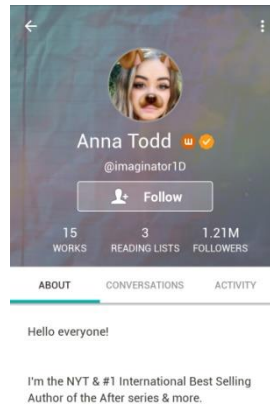 Anna Todd
@imaginator1D
Follow
15 3 1.21M
WORKS READING LISTS FOLLOWERS
ABOUT CONVERSATIONS ACTIVITY
Hello everyone!
I'm the NYT & #1 International Best Selling
Author of the After series & more.